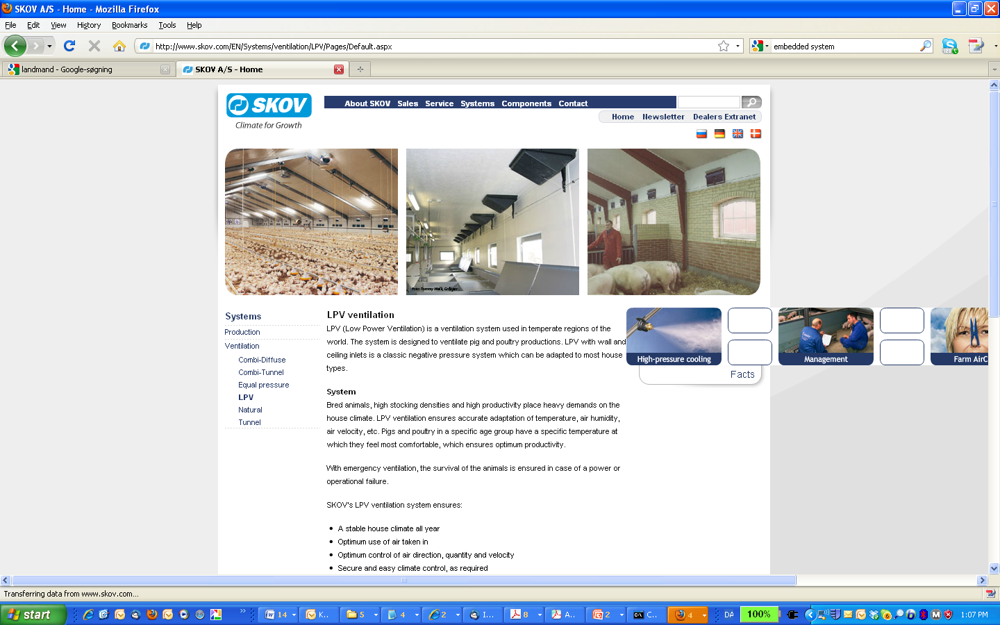 SKOV A/S - Home - Mozilla Firefox
File Edit View History Bookmarks Tools Help
http://www.skov.com/EN/Systems/ventilation/LPV/Pages/Default.aspx
embedded system
landmand - Google-søgning
SKOV A/S - Home
SKOV
Climate for Growth
About SKOV Sales Service Systems Components Contact
Home Newsletter Dealers Extranet
Systems
Production
Ventilation
Combi-Diffuse
Combi-Tunnel
Equal pressure
LPV
Natural
Tunnel
LPV ventilation
LPV (Low Power Ventilation) is a ventilation system used in temperate regions of the
world. The system is designed to ventilate pig and poultry productions. LPV with wall and
ceiling inlets is a classic negative pressure system which can be adapted to most house
types.
System
Bred animals, high stocking densities and high productivity place heavy demands on the
house climate. LPV ventilation ensures accurate adaptation of temperature, air humidity,
air velocity, etc. Pigs and poultry in a specific age group have a specific temperature at
which they feel most comfortable, which ensures optimum productivity.
With emergency ventilation, the survival of the animals is ensured in case of a power or
operational failure.
SKOV's LPV ventilation system ensures:
• A stable house climate all year
• Optimum use of air taken in
• Optimum control of air direction, quantity and velocity
• Secure and easy climate control, as required
High-pressure cooling
Management
Farm AirC
Facts
Transferring data from www.skov.com...
start
14 K... 5 4 2 I... 8 A... 2 C... 4 DA 100% 1:07 PM